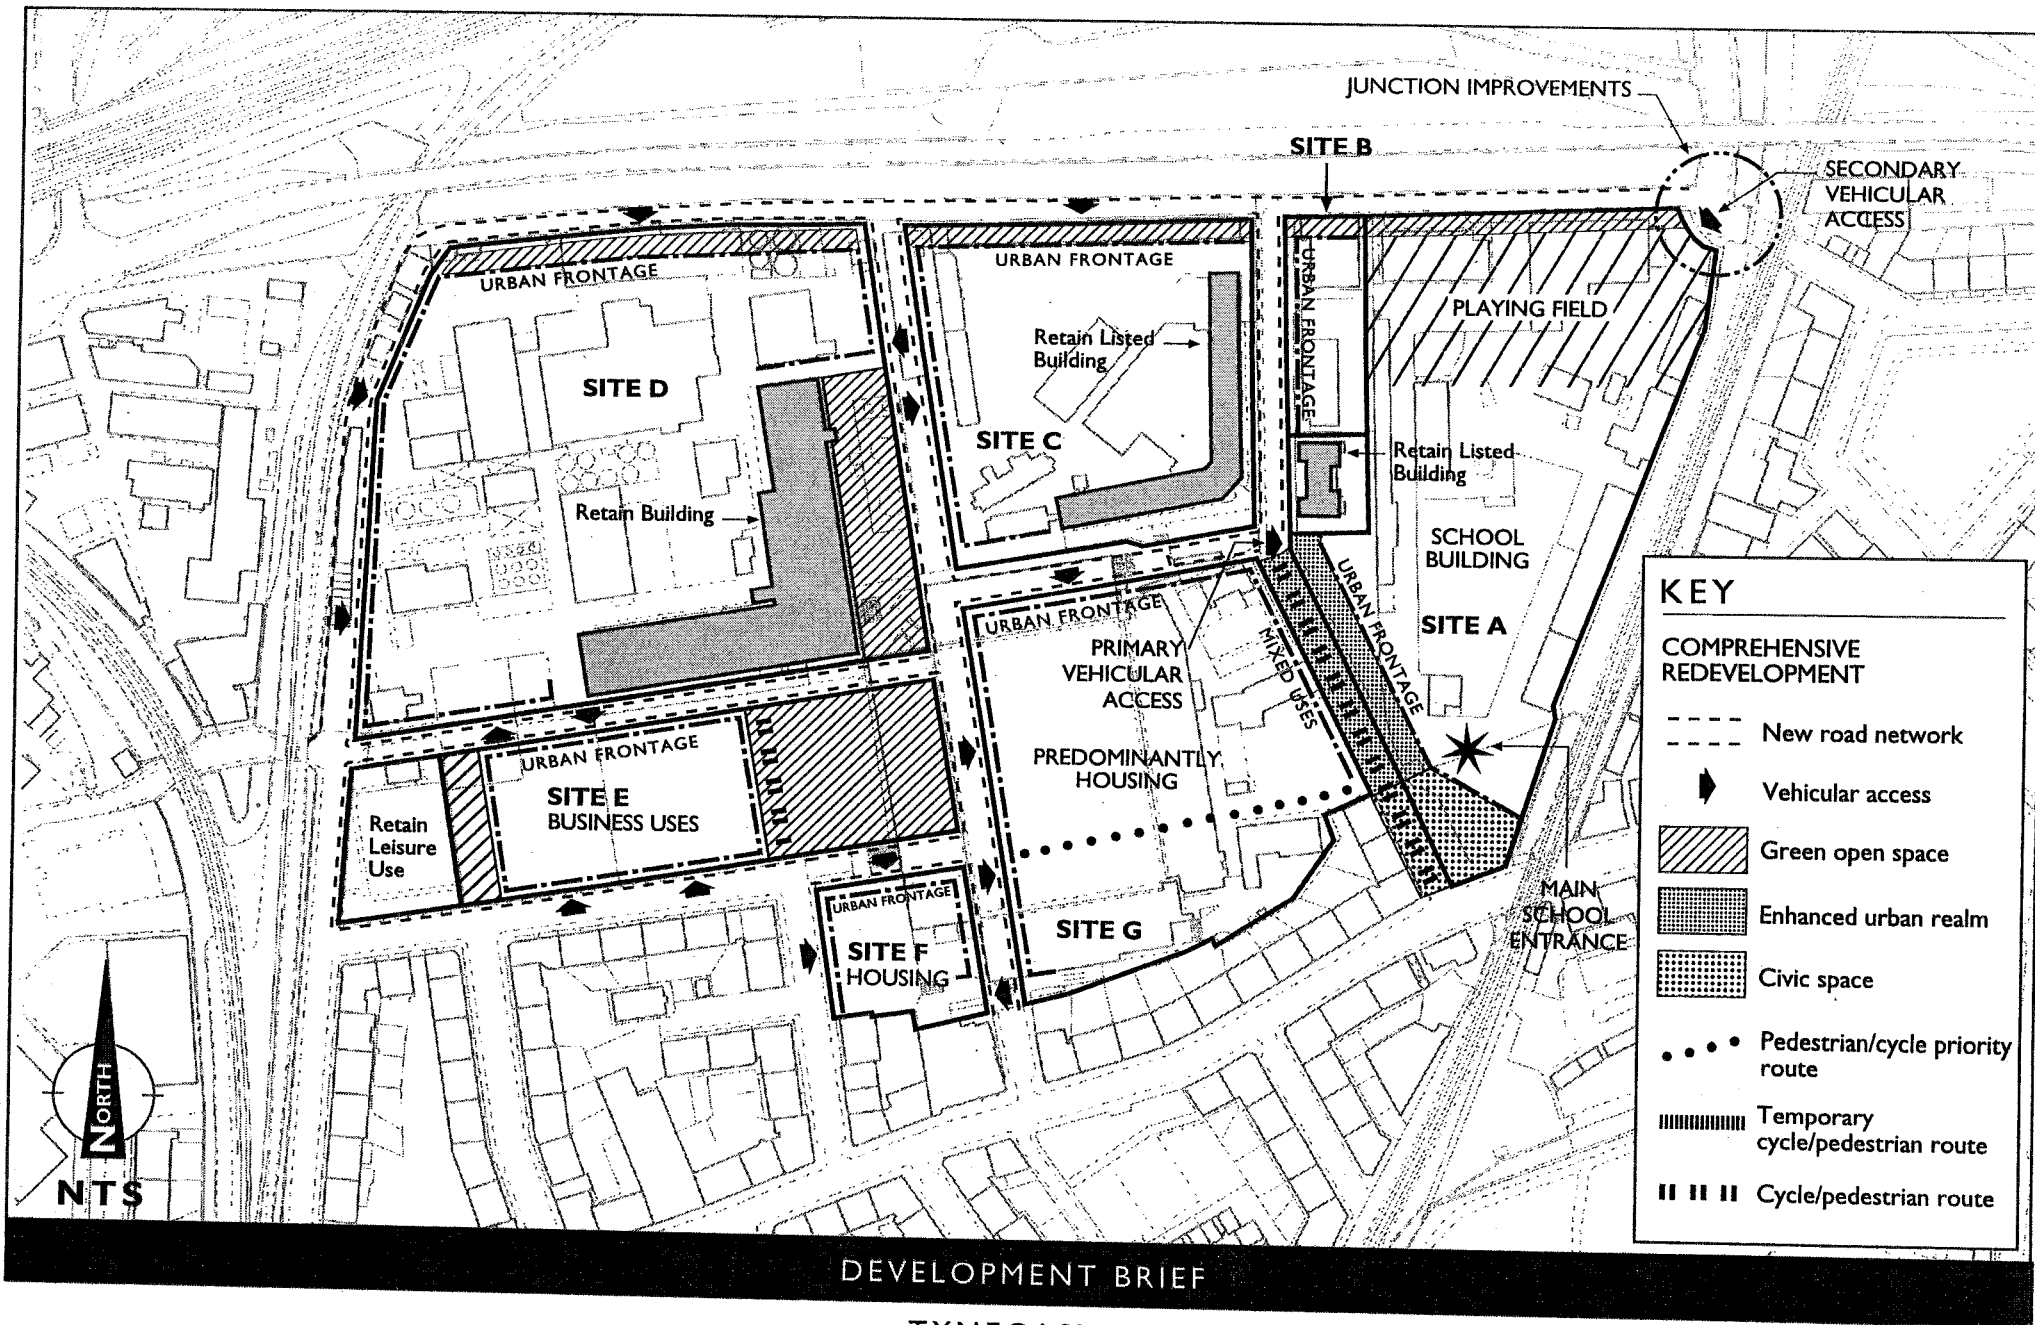 JUNCTION IMPROVEMENTS
SITE B
SECONDARY
VEHICULAR
ACCESS
URBAN FRONTAGE
URBAN FRONTAGE
URBAN FRONTAGE
PLAYING FIELD
Retain Listed
Building
SITE D
SITE C
Retain Listed
Building
Retain Building
SCHOOL
BUILDING
SITE A
URBAN FRONTAGE
URBAN FRONTAGE
MIXED USES
PRIMARY
VEHICULAR
ACCESS
PREDOMINANTLY
HOUSING
URBAN FRONTAGE
SITE E
BUSINESS USES
Retain
Leisure
Use
MAIN
SCHOOL
ENTRANCE
URBAN FRONTAGE
SITE F
HOUSING
SITE G
KEY
COMPREHENSIVE
REDEVELOPMENT
New road network
Vehicular access
Green open space
Enhanced urban realm
Civic space
Pedestrian/cycle priority
route
Temporary
cycle/pedestrian route
Cycle/pedestrian route
NORTH
NTS
DEVELOPMENT BRIEF